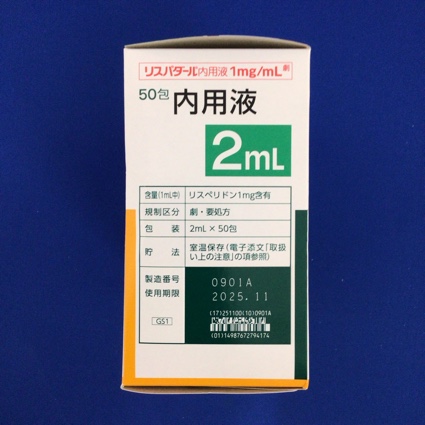 リスパダール内用液1mg/mL 劇
50包 内用液
2mL
含量(1mL中) リスペリドン1mg含有
規制区分 劇・要処方
包装 2mL × 50包
貯法 室温保存(電子添文「取扱
い上の注意」の項参照)
製造番号 0901A
使用期限 2025.11
GS1
(17)251100(10)0901A
(01)14987672794174